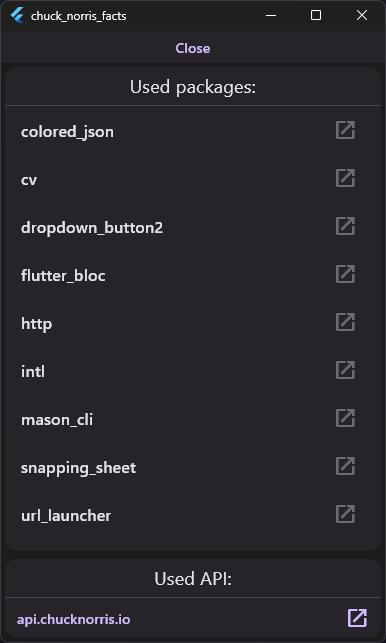 chuck_norris_facts
Close
Used packages:
colored_json
cv
dropdown_button2
flutter_bloc
http
intl
mason_cli
snapping_sheet
url_launcher
Used API:
api.chucknorris.io